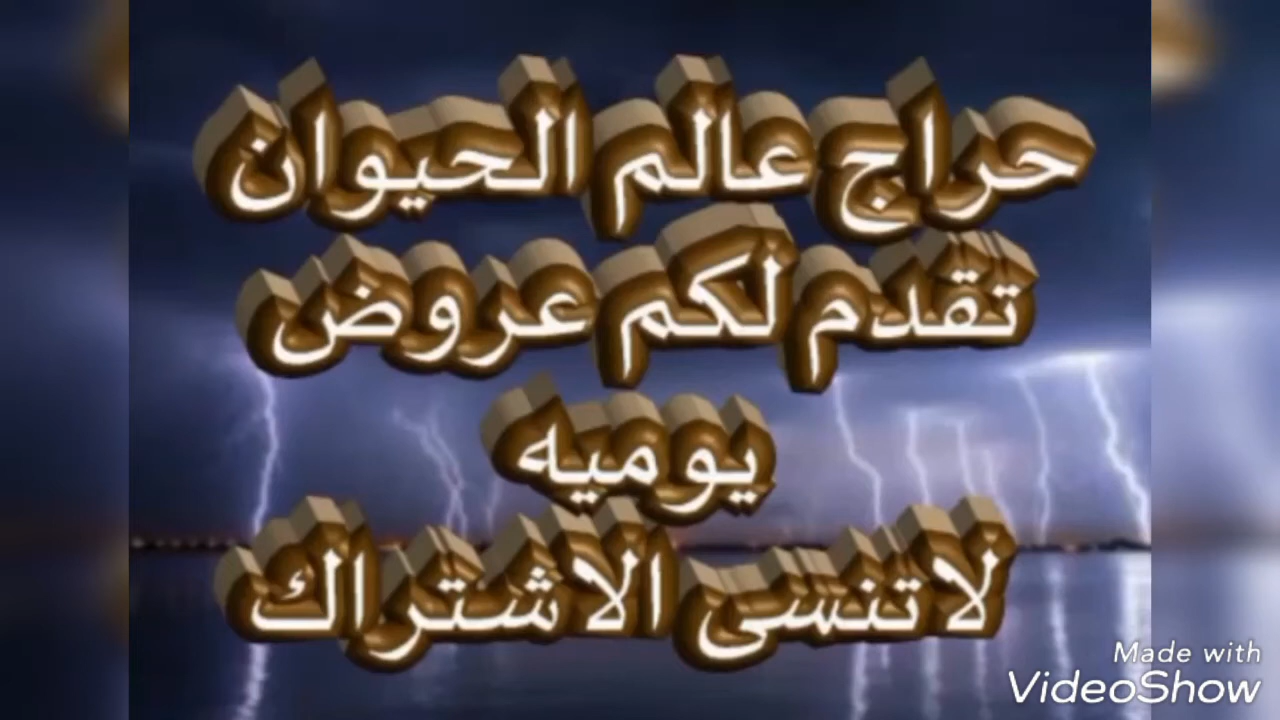 حراج عالم الحيوان
تقدم لكم عروض
يوميه
لاتنسى الاشتراك
Made with
VideoShow